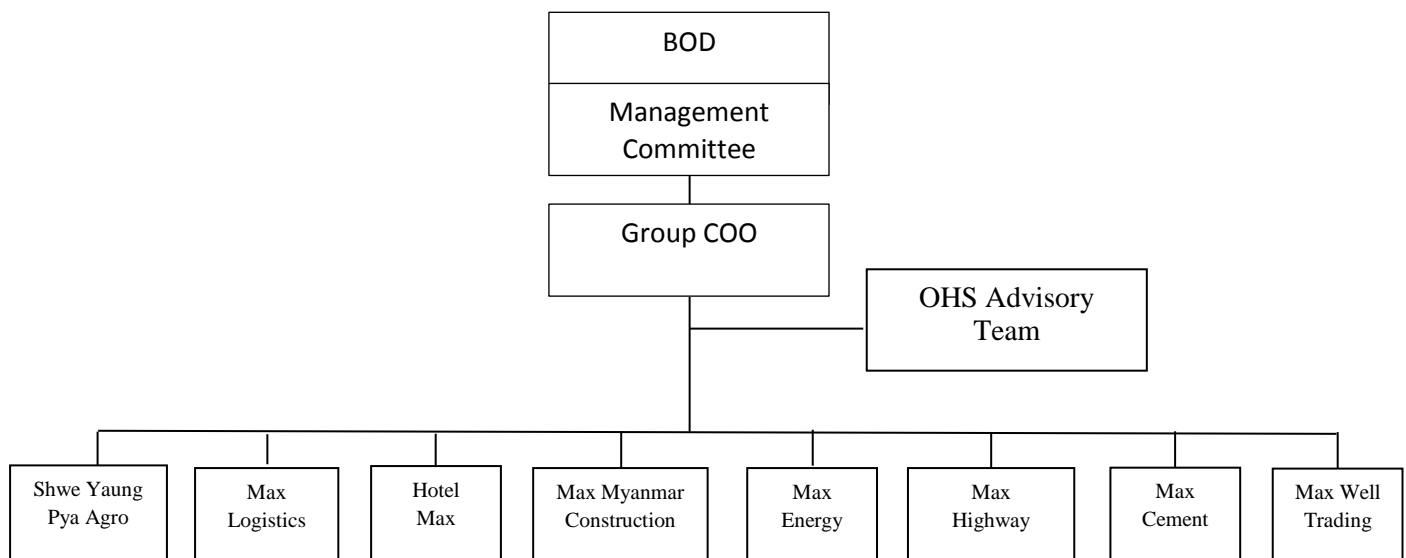 BOD
Management
Committee
Group COO
OHS Advisory
Team
Shwe Yaung
Pya Agro
Max
Logistics
Hotel
Max
Max Myanmar
Construction
Max
Energy
Max
Highway
Max
Cement
Max Well
Trading